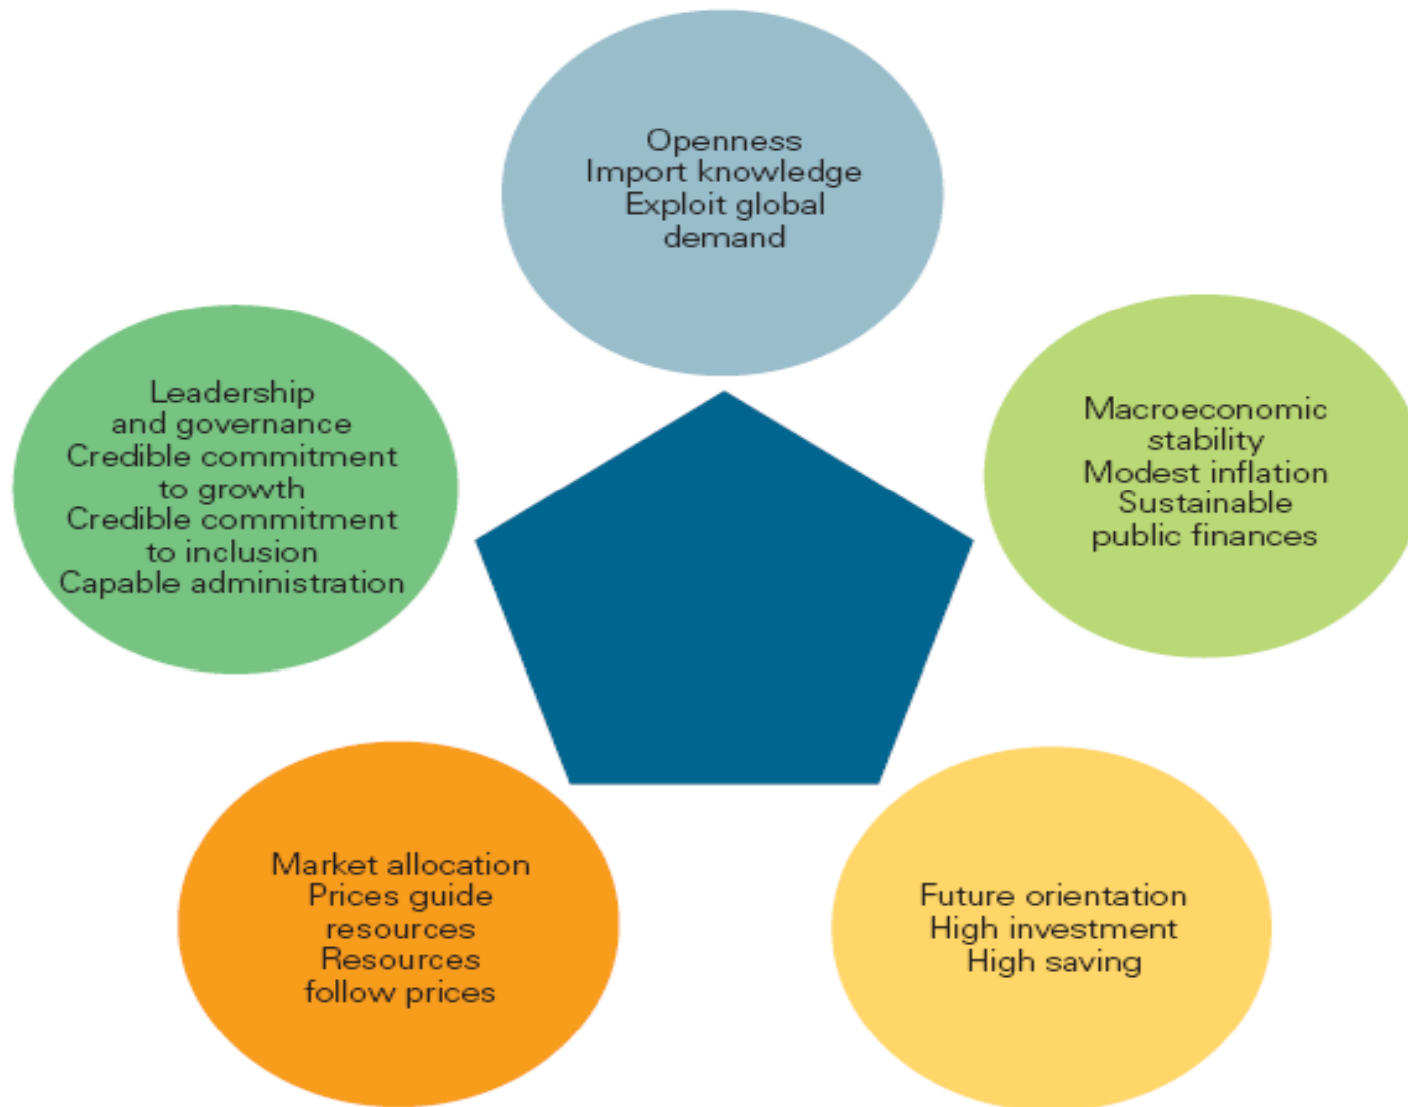 Openness
Import knowledge
Exploit global
demand
Leadership
and governance
Credible commitment
to growth
Credible commitment
to inclusion
Capable administration
Macroeconomic
stability
Modest inflation
Sustainable
public finances
Market allocation
Prices guide
resources
Resources
follow prices
Future orientation
High investment
High saving